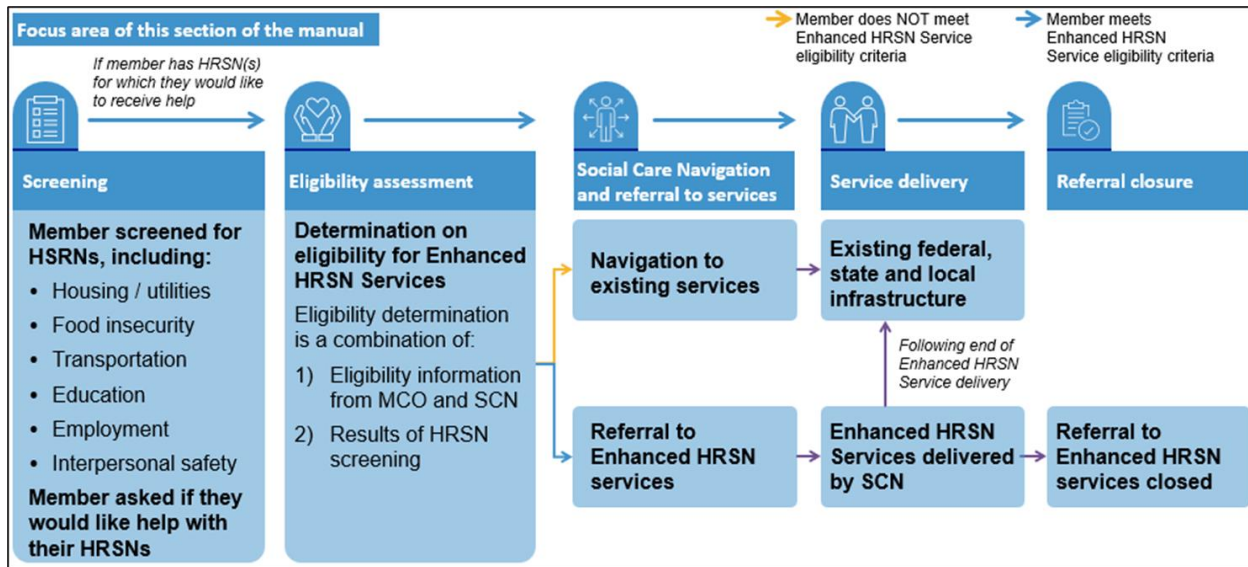 Focus area of this section of the manual
Member does NOT meet
Enhanced HRSN Service
eligibility criteria
Member meets
Enhanced HRSN
Service eligibility criteria
If member has HRSN(s)
for which they would like
to receive help
Screening
Eligibility assessment
Social Care Navigation
and referral to services
Service delivery
Referral closure
Member screened for
HSRNs, including:
• Housing / utilities
• Food insecurity
• Transportation
• Education
• Employment
• Interpersonal safety
Member asked if they
would like help with
their HRSNs
Determination on
eligibility for Enhanced
HRSN Services
Eligibility determination
is a combination of:
1) Eligibility information
from MCO and SCN
2) Results of HRSN
screening
Navigation to
existing services
Existing federal,
state and local
infrastructure
Following end of
Enhanced HRSN
Service delivery
Referral to
Enhanced HRSN
services
Enhanced HRSN
Services delivered
by SCN
Referral to
Enhanced HRSN
services closed